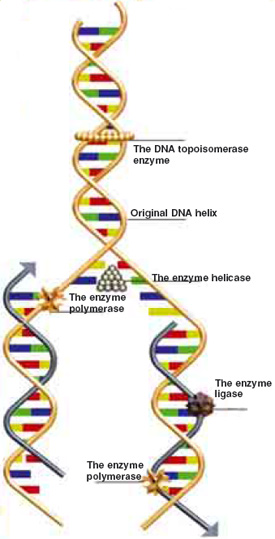 The DNA topoisomerase
enzyme
Original DNA helix
The enzyme helicase
The enzyme
polymerase
The enzyme
ligase
The enzyme
polymerase